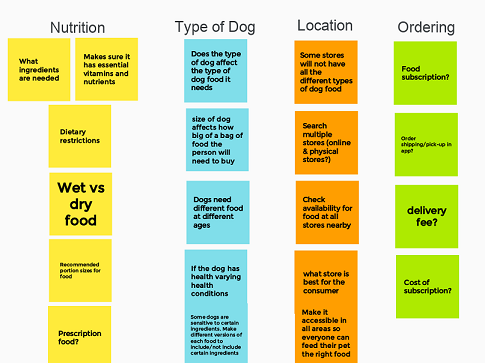 Nutrition
What
ingredients
are needed
Makes sure it
has essential
vitamins and
nutrients
Dietary
restrictions
Wet vs
dry
food
Recommended
portion sizes for
food
Prescription
food?
Type of Dog
Does the type
of dog affect
the type of
dog food it
needs
size of dog
affects how
big of a bag of
food the
person will
need to buy
Dogs need
different food
at different
ages
If the dog has
health varying
health
conditions
Some dogs are
sensitive to certain
ingredients. Make
different versions of
each food to
include/not include
certain ingredients
Location
Some stores
will not have
all the
different types
of dog food
Search
multiple
stores (online
& physical
stores?)
Check
availability for
food at all
stores nearby
what store is
best for the
consumer
Make it
accessible in
all areas so
everyone can
feed their pet
the right food
Ordering
Food
subscription?
Order
shipping/pick-up in
app?
delivery
fee?
Cost of
subscription?